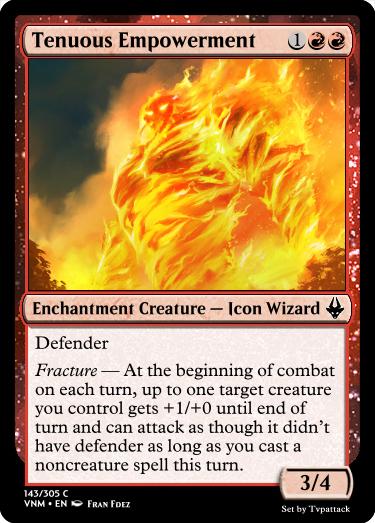 Tenuous Empowerment 1
Enchantment Creature — Icon Wizard
Defender
Fracture — At the beginning of combat
on each turn, up to one target creature
you control gets +1/+0 until end of
turn and can attack as though it didn't
have defender as long as you cast a
noncreature spell this turn.
3/4
143/305 C
VNM • EN Fran Fdez
Set by Tvpattack